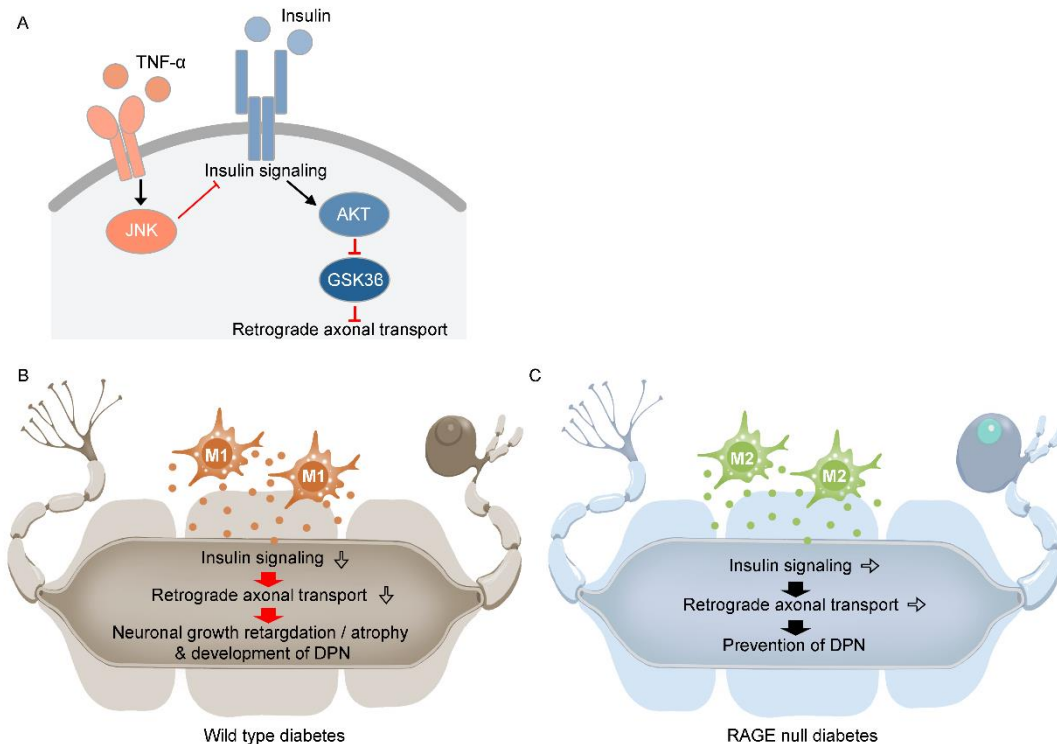 A
Insulin
TNF-α
Insulin signaling
JNK
AKT
GSK3ß
Retrograde axonal transport
B
M1
M1
Insulin signaling
Retrograde axonal transport
Neuronal growth retargdation / atrophy
& development of DPN
Wild type diabetes
C
M2
M2
Insulin signaling
Retrograde axonal transport
Prevention of DPN
RAGE null diabetes